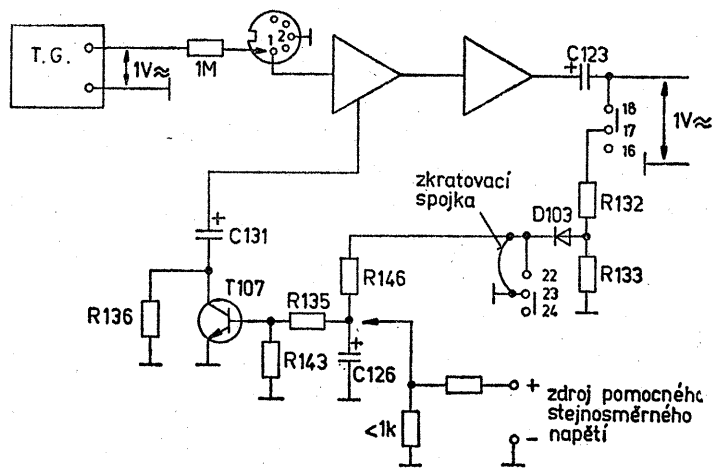 T.G.
1V≈
1M
1
2
C123
+
18
17
16
1V≈
zkratovací
spojka
D103
R132
R133
+
C131
22
23
24
R146
T107
R136
R135
R143
+
C126
<1k
+
-
zdroj pomocného
stejnosměrného
napětí